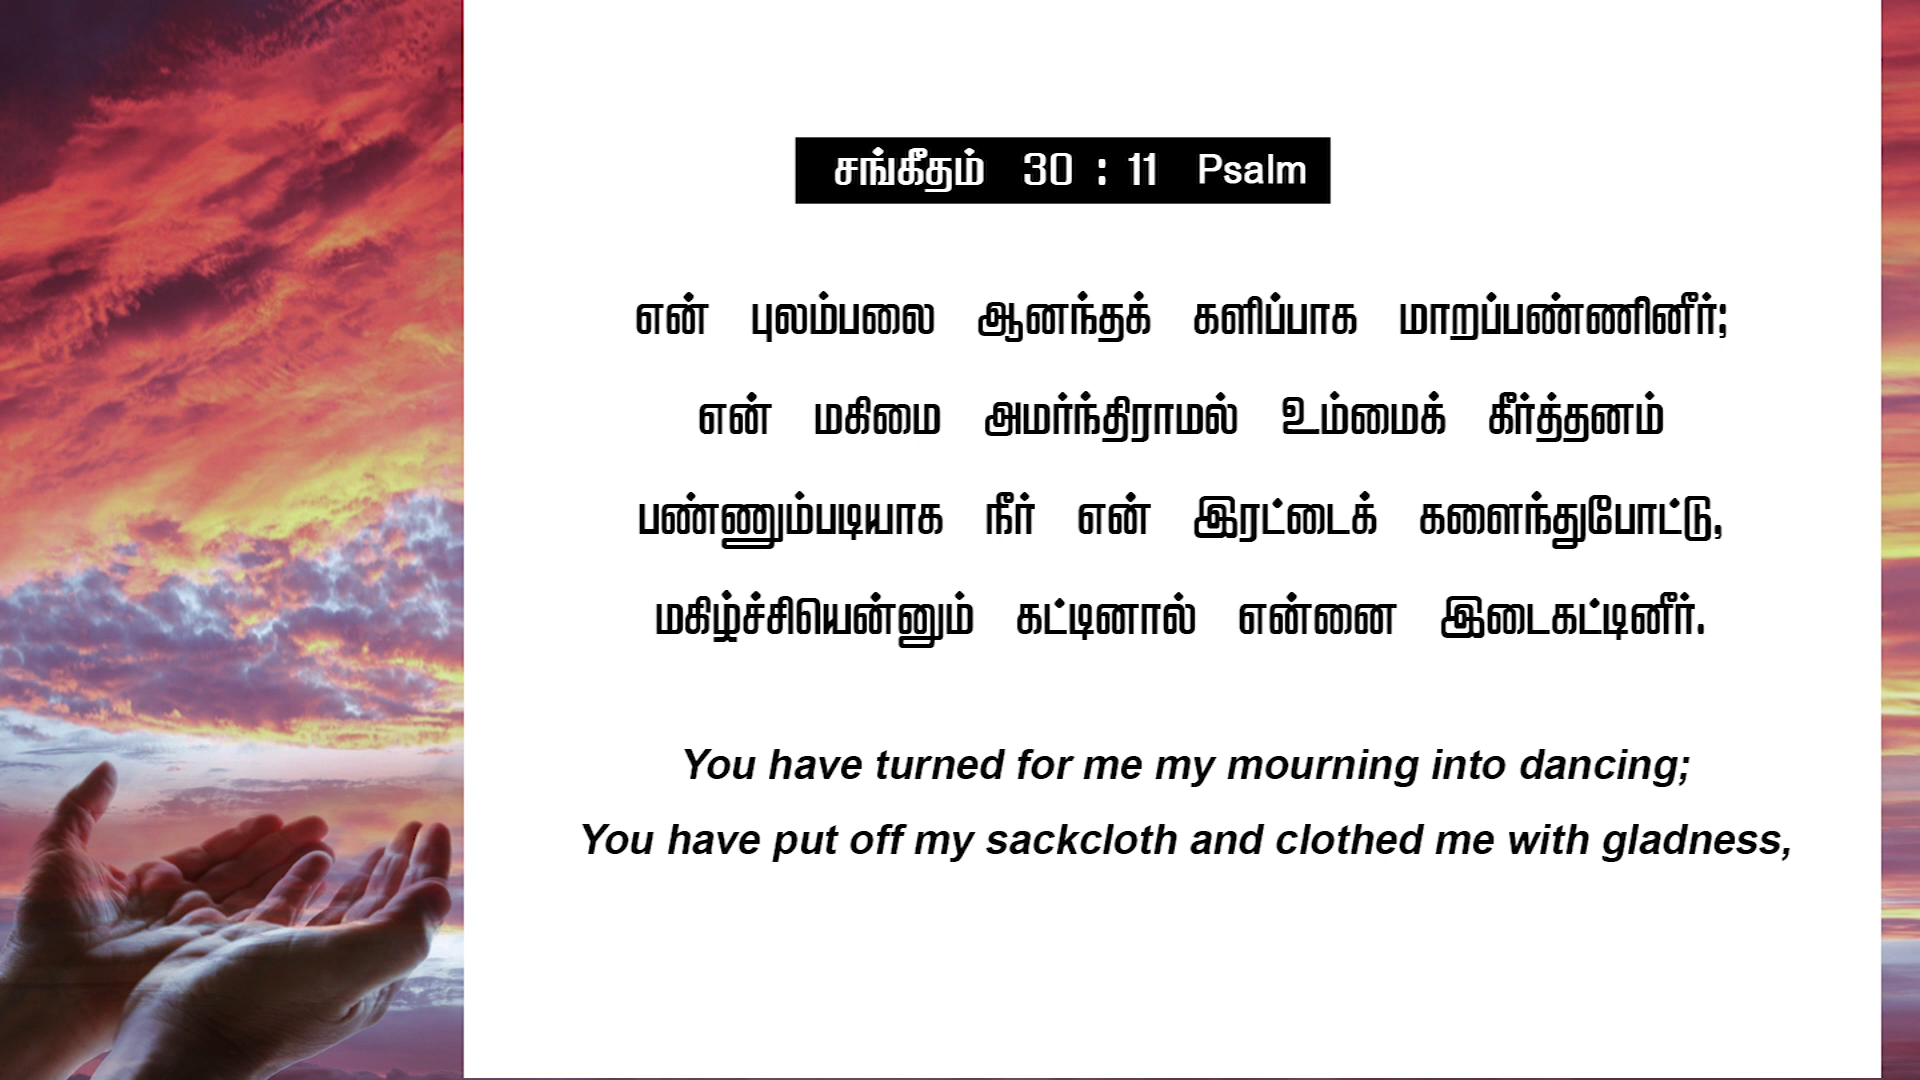 சங்கீதம் 30 : 11 Psalm
என் புலம்பலை ஆனந்தக் களிப்பாக மாறப்பண்ணினீர்;
என் மகிமை அமர்ந்திராமல் உம்மைக் கீர்த்தனம்
பண்ணும்படியாக நீர் என் இரட்டைக் களைந்துபோட்டு,
மகிழ்ச்சியென்னும் கட்டினால் என்னை இடைகட்டினீர்.
You have turned for me my mourning into dancing;
You have put off my sackcloth and clothed me with gladness,